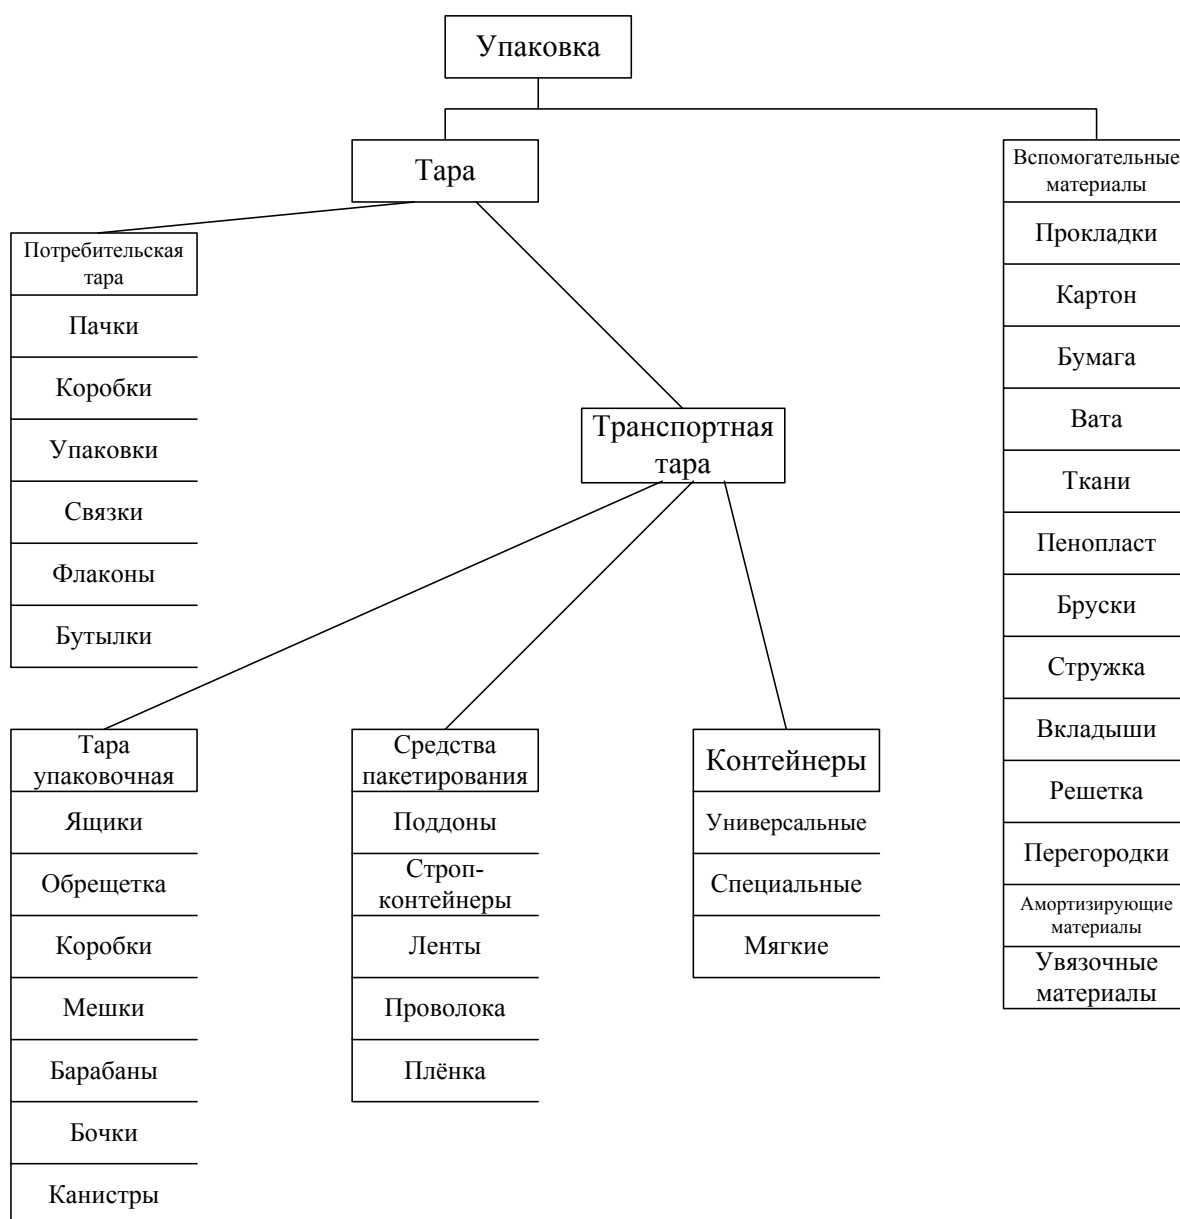 Упаковка
Тара
Вспомогательные
материалы
Прокладки
Картон
Бумага
Вата
Ткани
Пенопласт
Бруски
Стружка
Вкладыши
Решетка
Перегородки
Амортизирующие
материалы
Увязочные
материалы
Потребительская
тара
Пачки
Коробки
Упаковки
Связки
Флаконы
Бутылки
Транспортная
тара
Тара
упаковочная
Ящики
Обрещетка
Коробки
Мешки
Барабаны
Бочки
Канистры
Средства
пакетирования
Поддоны
Строп-
контейнеры
Ленты
Проволока
Плёнка
Контейнеры
Универсальные
Специальные
Мягкие